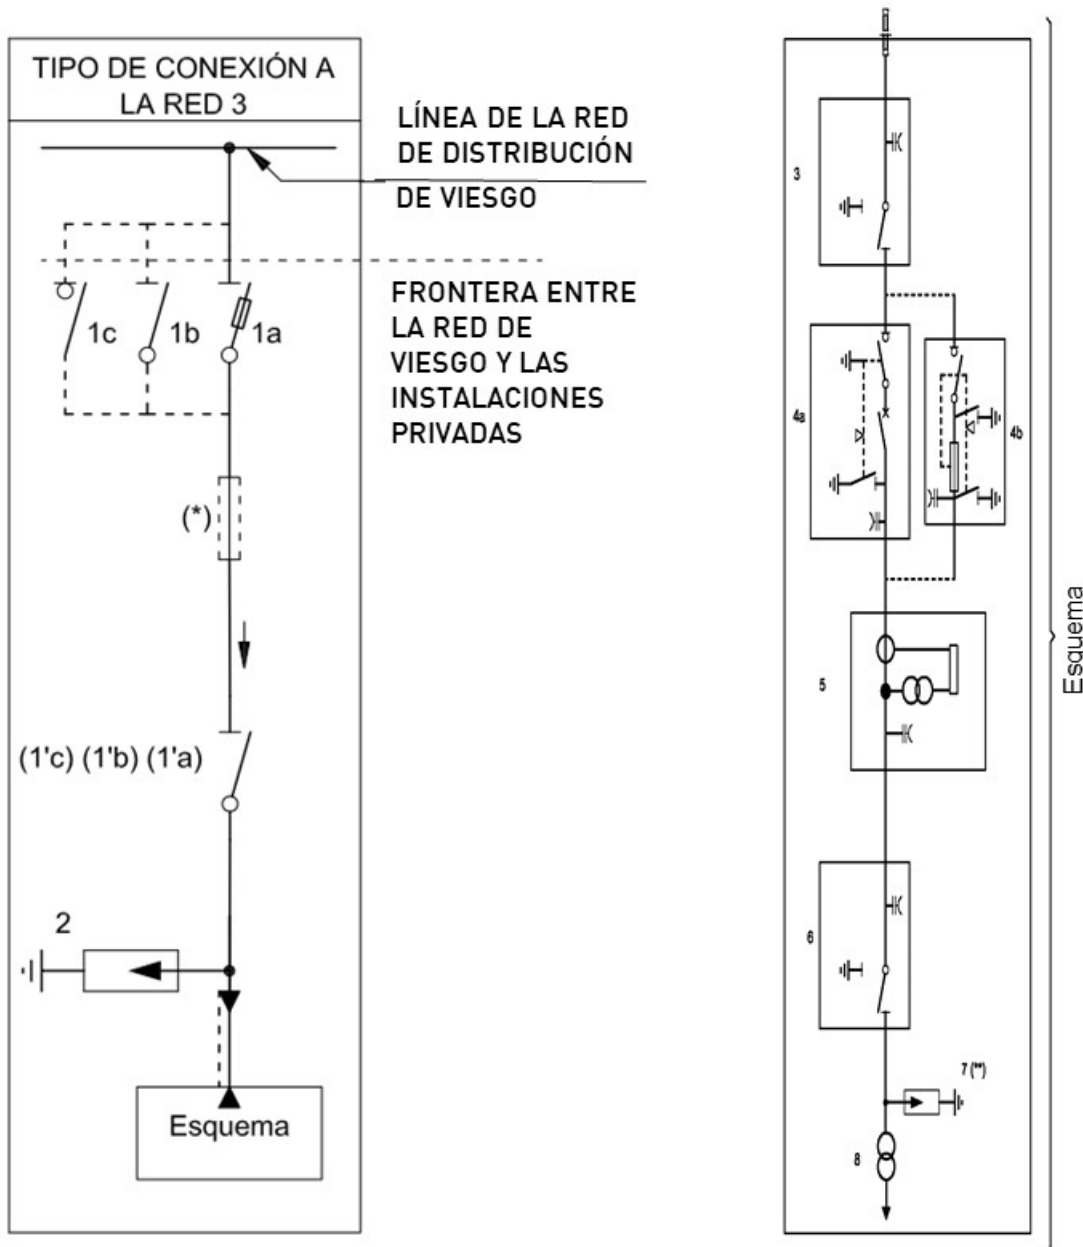 TIPO DE CONEXIÓN A
LA RED 3
LÍNEA DE LA RED
DE DISTRIBUCIÓN
DE VIESGO
FRONTERA ENTRE
LA RED DE
VIESGO Y LAS
INSTALACIONES
PRIVADAS
1c
1b
1a
(*)
(1'c) (1'b) (1'a)
2
Esquema
3
4a
4b
5
6
7 (**)
8
Esquema